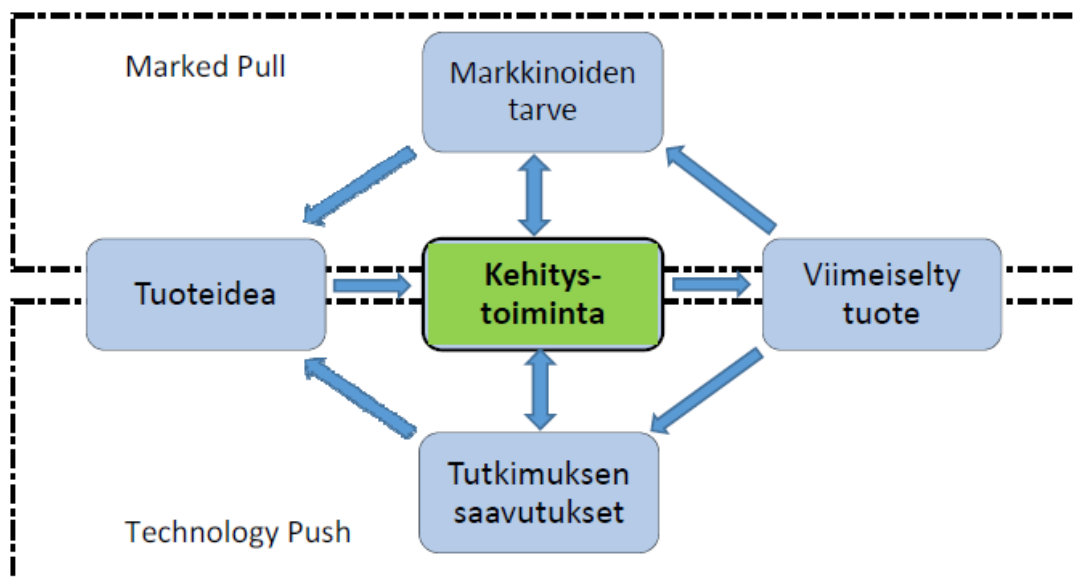 Marked Pull
Markkinoiden
tarve
Tuoteidea
Kehitys-
toiminta
Viimeiselty
tuote
Tutkimuksen
saavutukset
Technology Push